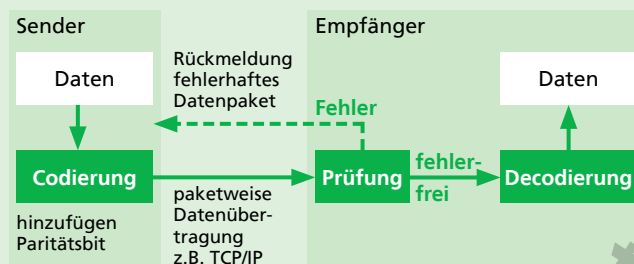 Sender
Empfänger
Daten
Rückmeldung
fehlerhaftes
Datenpaket
Fehler
Daten
Codierung
Prüfung
fehler-
frei
Decodierung
hinzufügen
Paritätsbit
paketweise
Datenüber-
tragung
z.B. TCP/IP